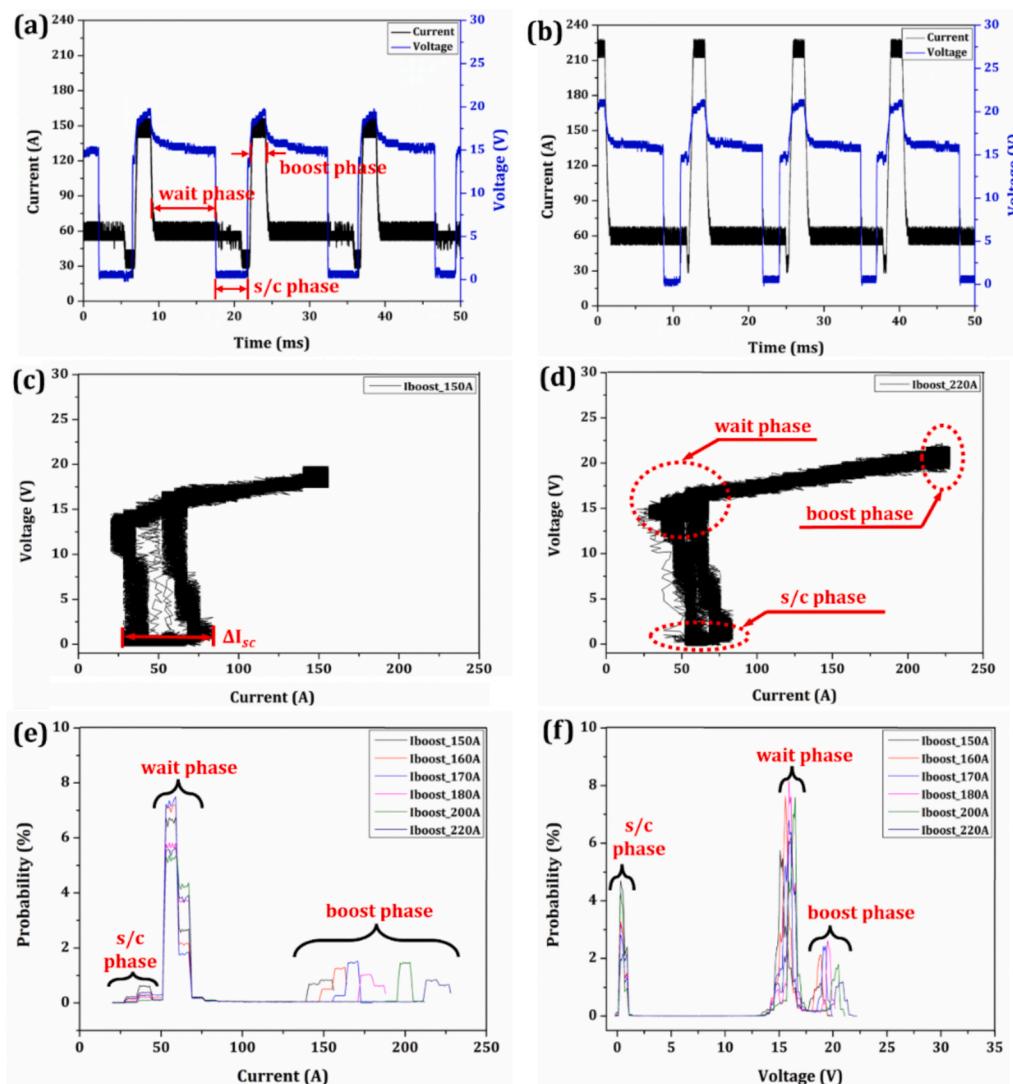 (a)
Current
Voltage
240
210
180
150
120
90
60
30
0
30
25
20
15
10
5
0
boost phase
wait phase
s/c phase
Current (A)
Voltage (V)
0
10
20
30
40
50
Time (ms)
(b)
Current
Voltage
240
210
180
150
120
90
60
30
0
30
25
20
15
10
5
0
Current (A)
Voltage (V)
0
10
20
30
40
50
Time (ms)
(c)
Iboost_150A
30
25
20
15
10
5
0
Voltage (V)
ΔIsc
0
50
100
150
200
250
Current (A)
(d)
Iboost_220A
30
25
20
15
10
5
0
Voltage (V)
wait phase
boost phase
s/c phase
0
50
100
150
200
250
Current (A)
(e)
Iboost_150A
Iboost_160A
Iboost_170A
Iboost_180A
Iboost_200A
Iboost_220A
10
8
6
4
2
0
Probability (%)
wait phase
s/c
phase
boost phase
0
50
100
150
200
250
Current (A)
(f)
Iboost_150A
Iboost_160A
Iboost_170A
Iboost_180A
Iboost_200A
Iboost_220A
10
8
6
4
2
0
Probability (%)
wait phase
s/c
phase
boost phase
0
5
10
15
20
25
30
35
Voltage (V)